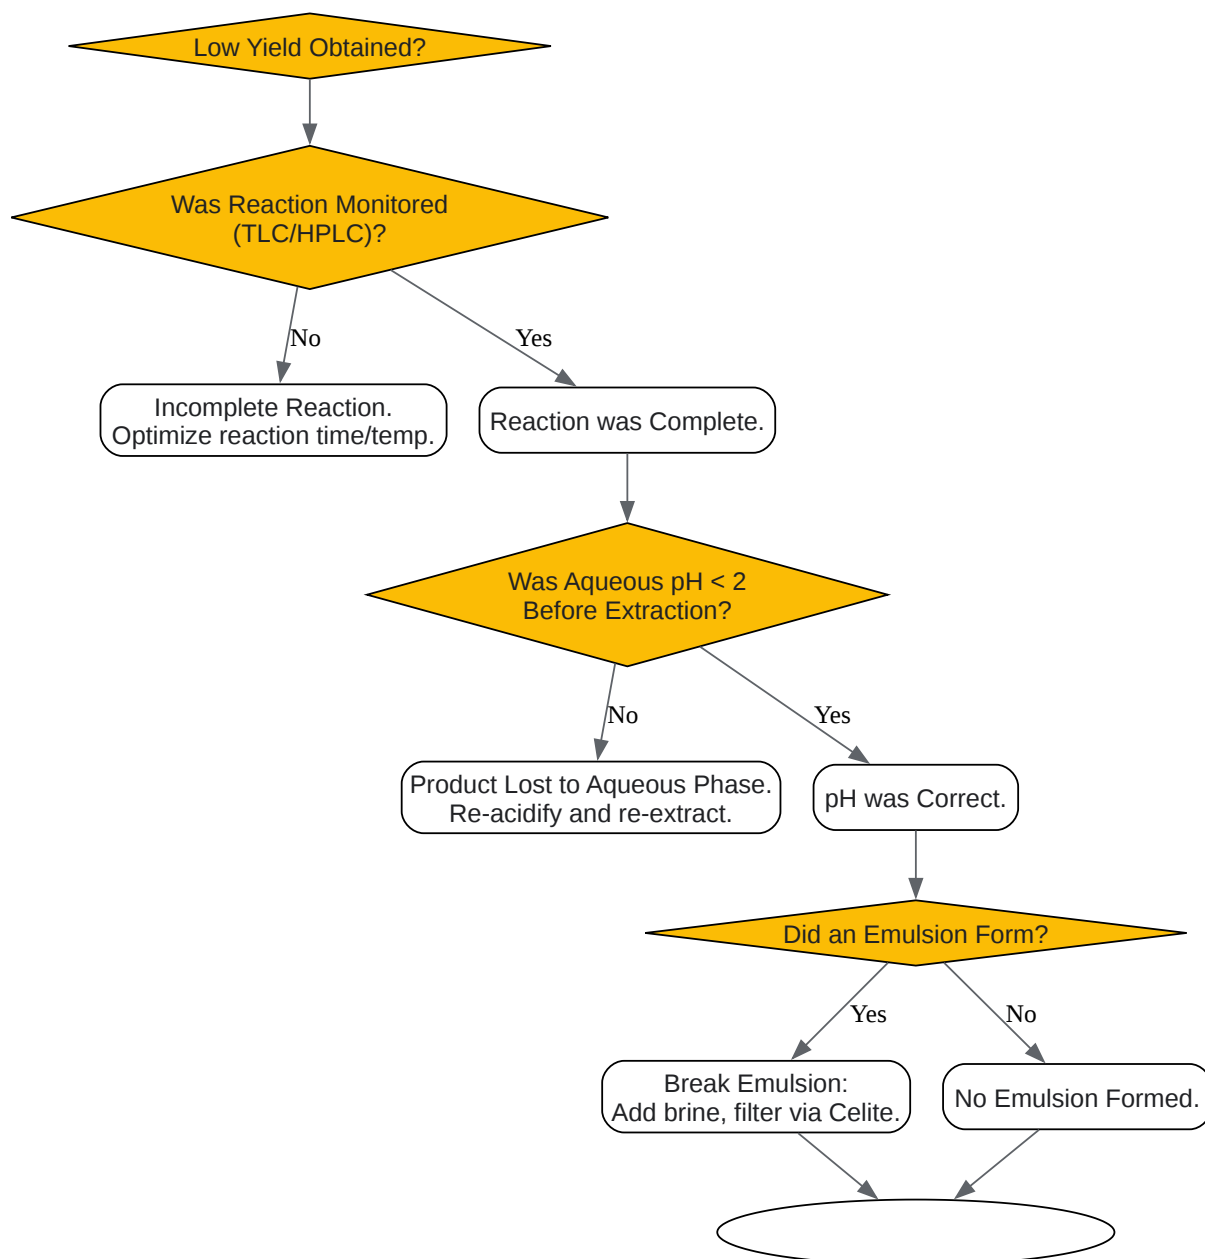 Low Yield Obtained?
Was Reaction Monitored
(TLC/HPLC)?
No
Yes
Incomplete Reaction.
Optimize reaction time/temp.
Reaction was Complete.
Was Aqueous pH < 2
Before Extraction?
No
Yes
Product Lost to Aqueous Phase.
Re-acidify and re-extract.
pH was Correct.
Did an Emulsion Form?
Yes
No
Break Emulsion:
Add brine, filter via Celite.
No Emulsion Formed.